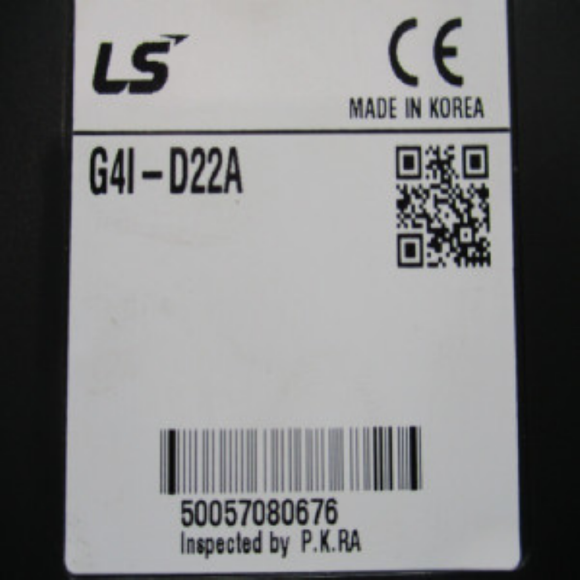 LS
CE
MADE IN KOREA
G4I-D22A
50057080676
Inspected by P.K.RA